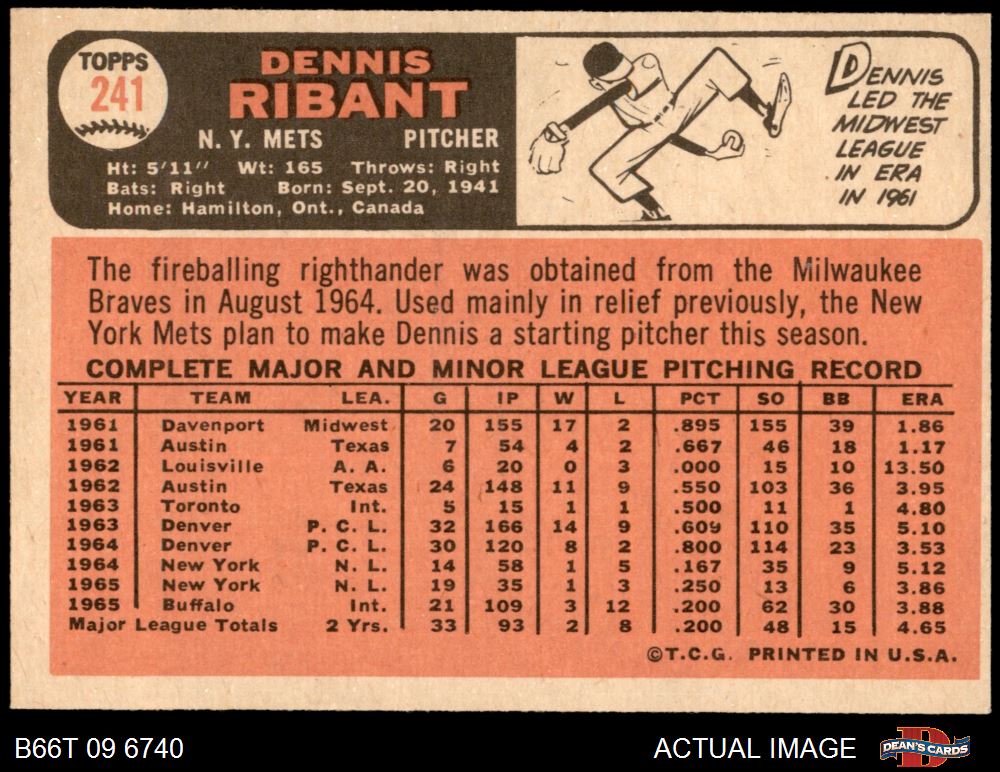 TOPPS
241
DENNIS
RIBANT
N. Y. METS PITCHER
Ht: 5'11" Wt: 165 Throws: Right
Bats: Right Born: Sept. 20, 1941
Home: Hamilton, Ont., Canada
DENNIS
LED THE
MIDWEST
LEAGUE
IN ERA
IN 1961
The fireballing righthander was obtained from the Milwaukee
Braves in August 1964. Used mainly in relief previously, the New
York Mets plan to make Dennis a starting pitcher this season.
COMPLETE MAJOR AND MINOR LEAGUE PITCHING RECORD
YEAR TEAM LEA. G IP W L PCT SO BB ERA
1961 Davenport Midwest 20 155 17 2 .895 155 39 1.86
1961 Austin Texas 7 54 4 2 .667 46 18 1.17
1962 Louisville A. A. 6 20 0 3 .000 15 10 13.50
1962 Austin Texas 24 148 11 9 .550 103 36 3.95
1963 Toronto Int. 5 15 1 1 .500 11 1 4.80
1963 Denver P. C. L. 32 166 14 9 .609 110 35 5.10
1964 Denver P. C. L. 30 120 8 2 .800 114 23 3.53
1964 New York N. L. 14 58 1 5 .167 35 9 5.12
1965 New York N. L. 19 35 1 3 .250 13 6 3.86
1965 Buffalo Int. 21 109 3 12 .200 62 30 3.88
Major League Totals 2 Yrs. 33 93 2 8 .200 48 15 4.65
©T.C.G. PRINTED IN U.S.A.
B66T 09 6740 ACTUAL IMAGE DEAN'S CARDS